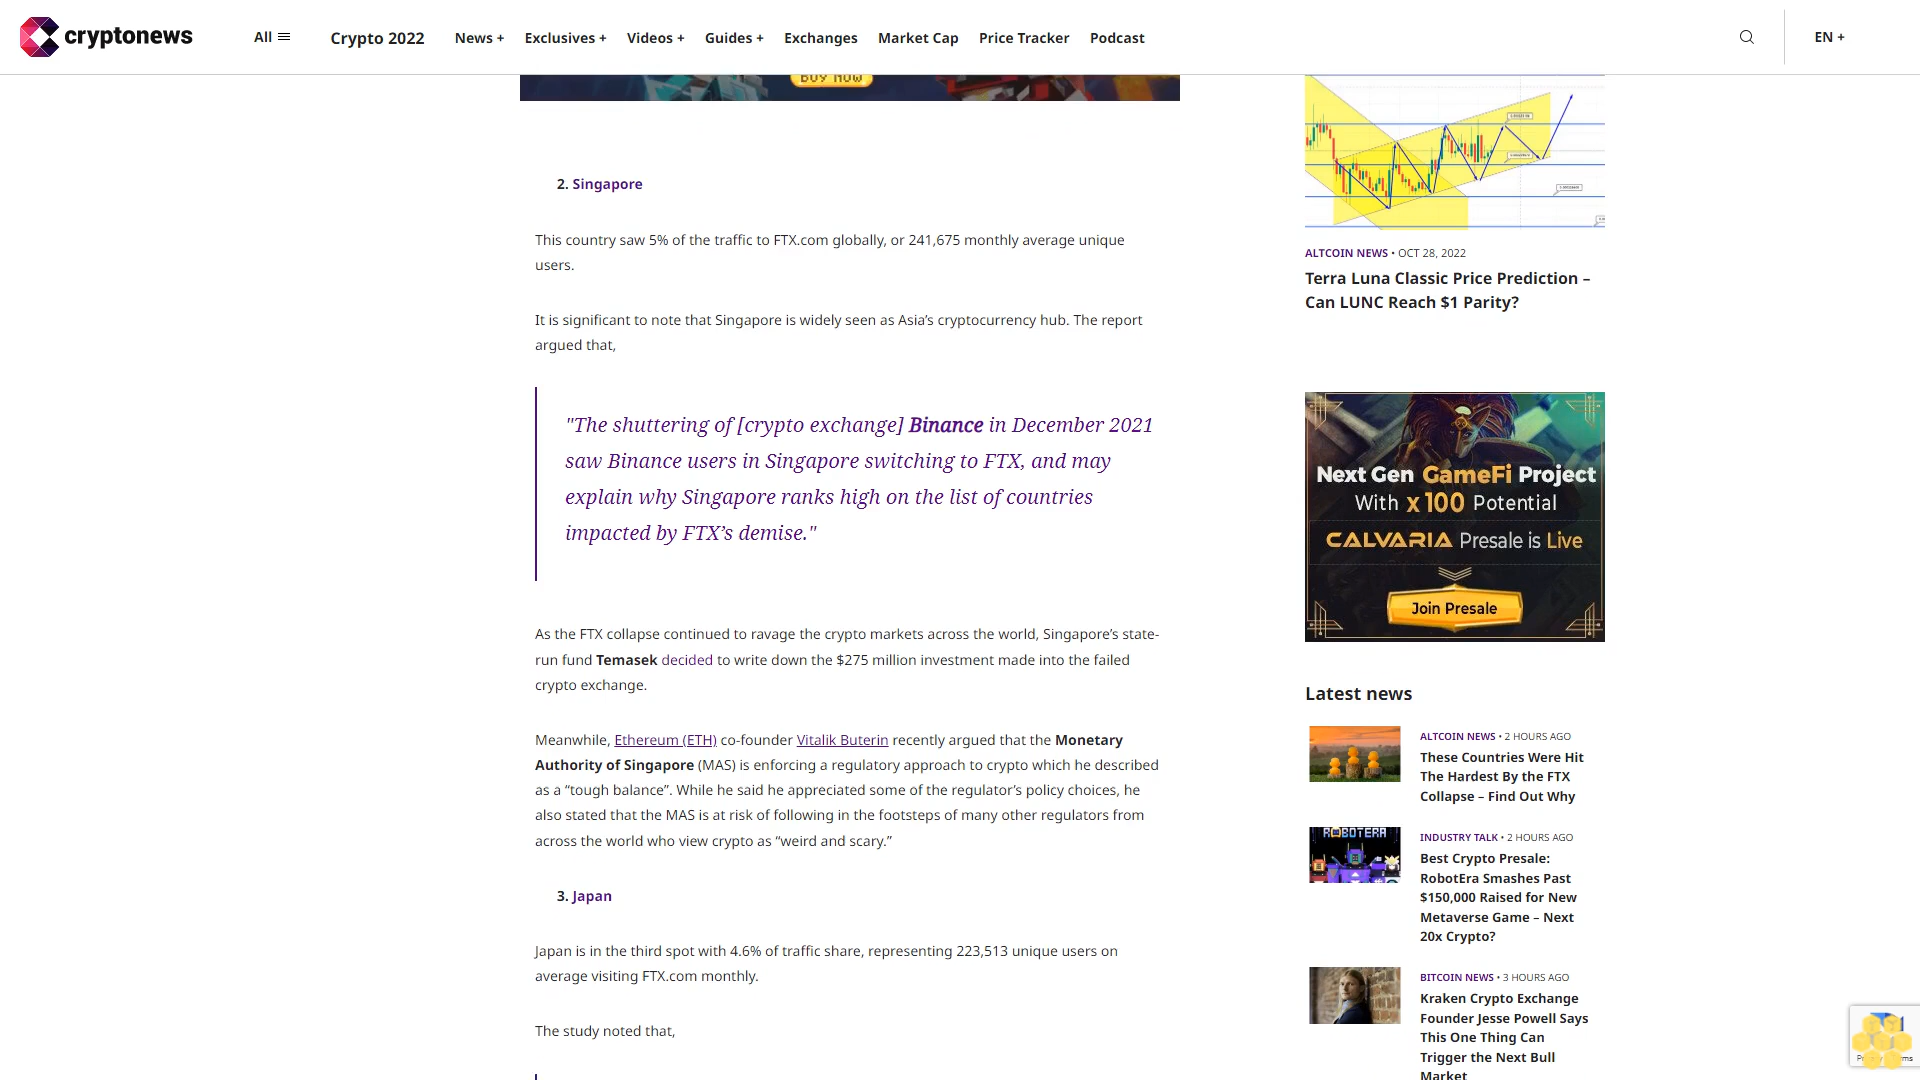 cryptonews
All
Crypto 2022
News +
Exclusives +
Videos +
Guides +
Exchanges
Market Cap
Price Tracker
Podcast
EN +
BUY NOW
2. Singapore
This country saw 5% of the traffic to FTX.com globally, or 241,675 monthly average unique
users.
It is significant to note that Singapore is widely seen as Asia’s cryptocurrency hub. The report
argued that,
"The shuttering of [crypto exchange] Binance in December 2021
saw Binance users in Singapore switching to FTX, and may
explain why Singapore ranks high on the list of countries
impacted by FTX’s demise."
As the FTX collapse continued to ravage the crypto markets across the world, Singapore’s state-
run fund Temasek decided to write down the $275 million investment made into the failed
crypto exchange.
Meanwhile, Ethereum (ETH) co-founder Vitalik Buterin recently argued that the Monetary
Authority of Singapore (MAS) is enforcing a regulatory approach to crypto which he described
as a “tough balance”. While he said he appreciated some of the regulator’s policy choices, he
also stated that the MAS is at risk of following in the footsteps of many other regulators from
across the world who view crypto as “weird and scary.”
3. Japan
Japan is in the third spot with 4.6% of traffic share, representing 223,513 unique users on
average visiting FTX.com monthly.
The study noted that,
ALTCOIN NEWS • OCT 28, 2022
Terra Luna Classic Price Prediction –
Can LUNC Reach $1 Parity?
Next Gen GameFi Project
With x100 Potential
CALVARIA Presale is Live
Join Presale
Latest news
ALTCOIN NEWS • 2 HOURS AGO
These Countries Were Hit
The Hardest By the FTX
Collapse – Find Out Why
ROBOTERA
INDUSTRY TALK • 2 HOURS AGO
Best Crypto Presale:
RobotEra Smashes Past
$150,000 Raised for New
Metaverse Game – Next
20x Crypto?
BITCOIN NEWS • 3 HOURS AGO
Kraken Crypto Exchange
Founder Jesse Powell Says
This One Thing Can
Trigger the Next Bull
Market